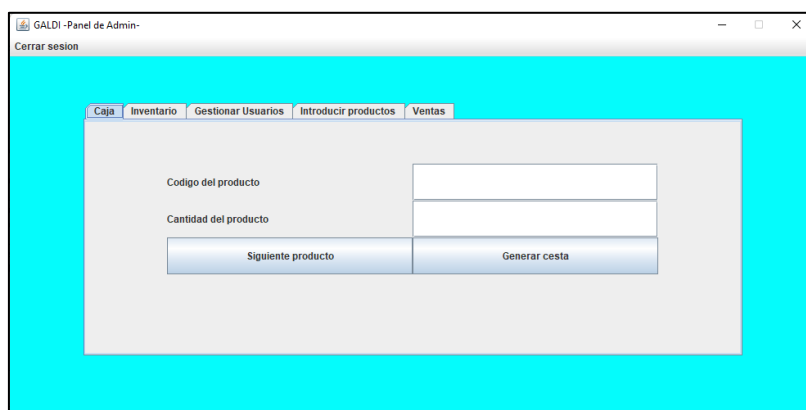 GALDI -Panel de Admin-
Cerrar sesion
Caja Inventario Gestionar Usuarios Introducir productos Ventas
Codigo del producto
Cantidad del producto
Siguiente producto Generar cesta